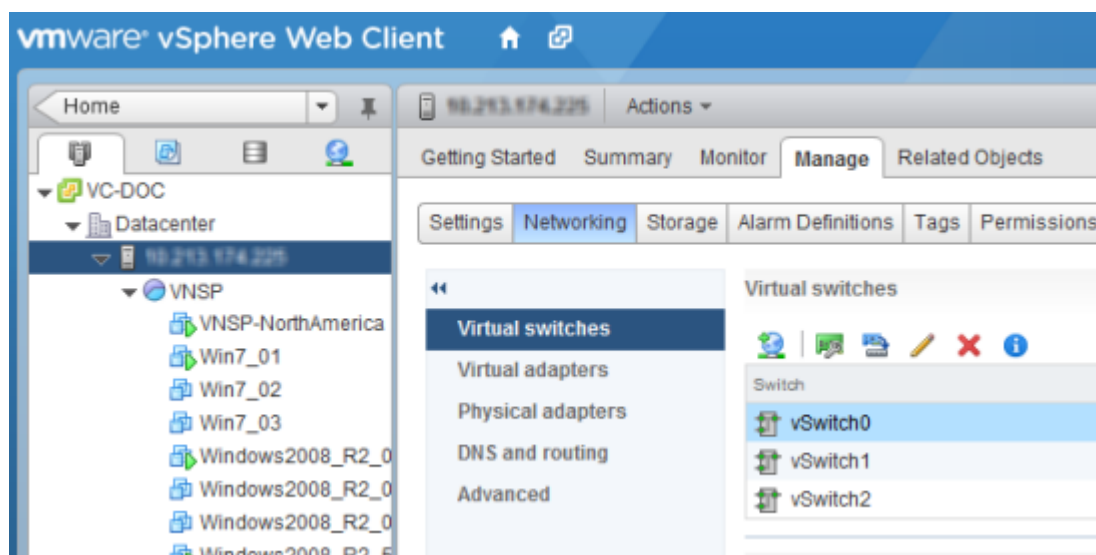 vmware® vSphere Web Client
Home
Actions
Getting Started Summary Monitor Manage Related Objects
VC-DOC
Datacenter
Settings Networking Storage Alarm Definitions Tags Permissions
VNSP
VNSP-NorthAmerica
Win7_01
Win7_02
Win7_03
Windows2008_R2_0
Windows2008_R2_0
Windows2008_R2_0
Virtual switches
Virtual adapters
Physical adapters
DNS and routing
Advanced
Virtual switches
Switch
vSwitch0
vSwitch1
vSwitch2